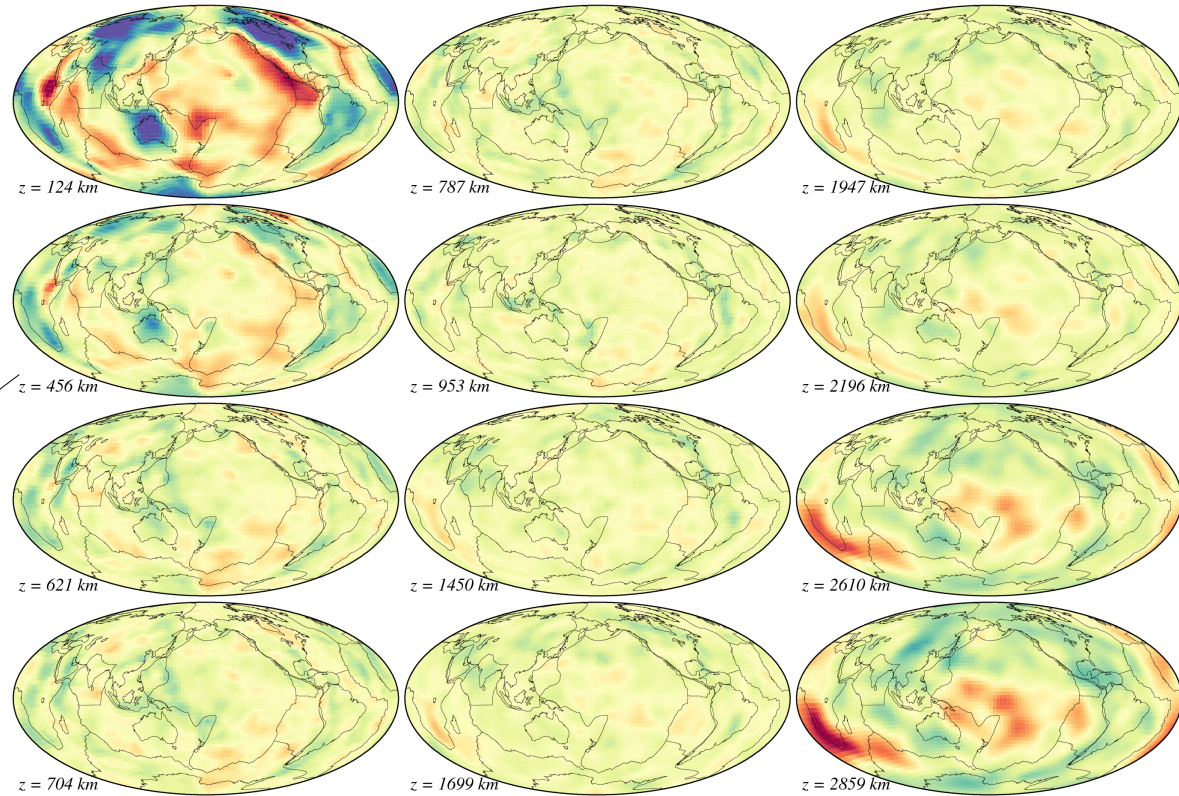 z = 124 km
z = 787 km
z = 1947 km
z = 456 km
z = 953 km
z = 2196 km
z = 621 km
z = 1450 km
z = 2610 km
z = 704 km
z = 1699 km
z = 2859 km